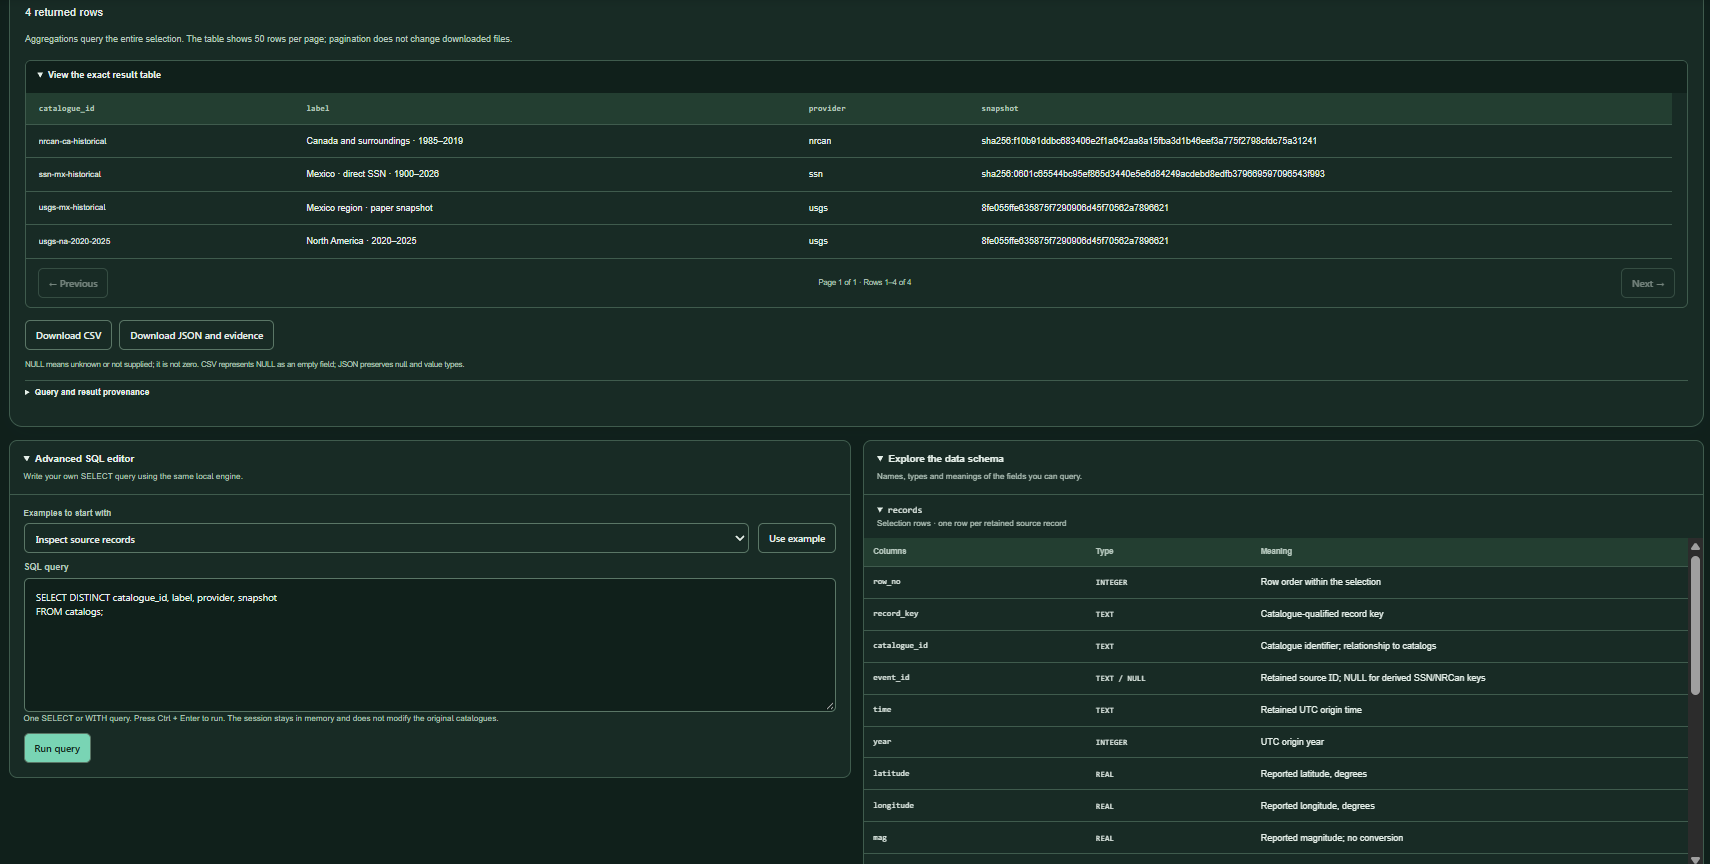 4 returned rows
Aggregations query the entire selection. The table shows 50 rows per page; pagination does not change downloaded files.
▼ View the exact result table
catalogue_id label provider snapshot
nrcan-ca-historical Canada and surroundings · 1985–2019 nrcan sha256:f10b91ddbc683406e2f1a642aa8a15fba3d1b46eef3a775f2798cfdc75a31241
ssn-mx-historical Mexico · direct SSN · 1900–2026 ssn sha256:0601c65544bc95ef865d3440e5e6d84249acdebd8edfb379669597096543f993
usgs-mx-historical Mexico region · paper snapshot usgs 8fe055ffe635875f7290906d45f70562a7896621
usgs-na-2020-2025 North America · 2020–2025 usgs 8fe055ffe635875f7290906d45f70562a7896621
← Previous Page 1 of 1 · Rows 1–4 of 4 Next →
Download CSV Download JSON and evidence
NULL means unknown or not supplied; it is not zero. CSV represents NULL as an empty field; JSON preserves null and value types.
▶ Query and result provenance
▼ Advanced SQL editor
Write your own SELECT query using the same local engine.
Examples to start with
Inspect source records Use example
SQL query
SELECT DISTINCT catalogue_id, label, provider, snapshot
FROM catalogs;
One SELECT or WITH query. Press Ctrl + Enter to run. The session stays in memory and does not modify the original catalogues.
Run query
▼ Explore the data schema
Names, types and meanings of the fields you can query.
▼ records
Selection rows · one row per retained source record
Columns Type Meaning
row_no INTEGER Row order within the selection
record_key TEXT Catalogue-qualified record key
catalogue_id TEXT Catalogue identifier; relationship to catalogs
event_id TEXT / NULL Retained source ID; NULL for derived SSN/NRCan keys
time TEXT Retained UTC origin time
year INTEGER UTC origin year
latitude REAL Reported latitude, degrees
longitude REAL Reported longitude, degrees
mag REAL Reported magnitude; no conversion